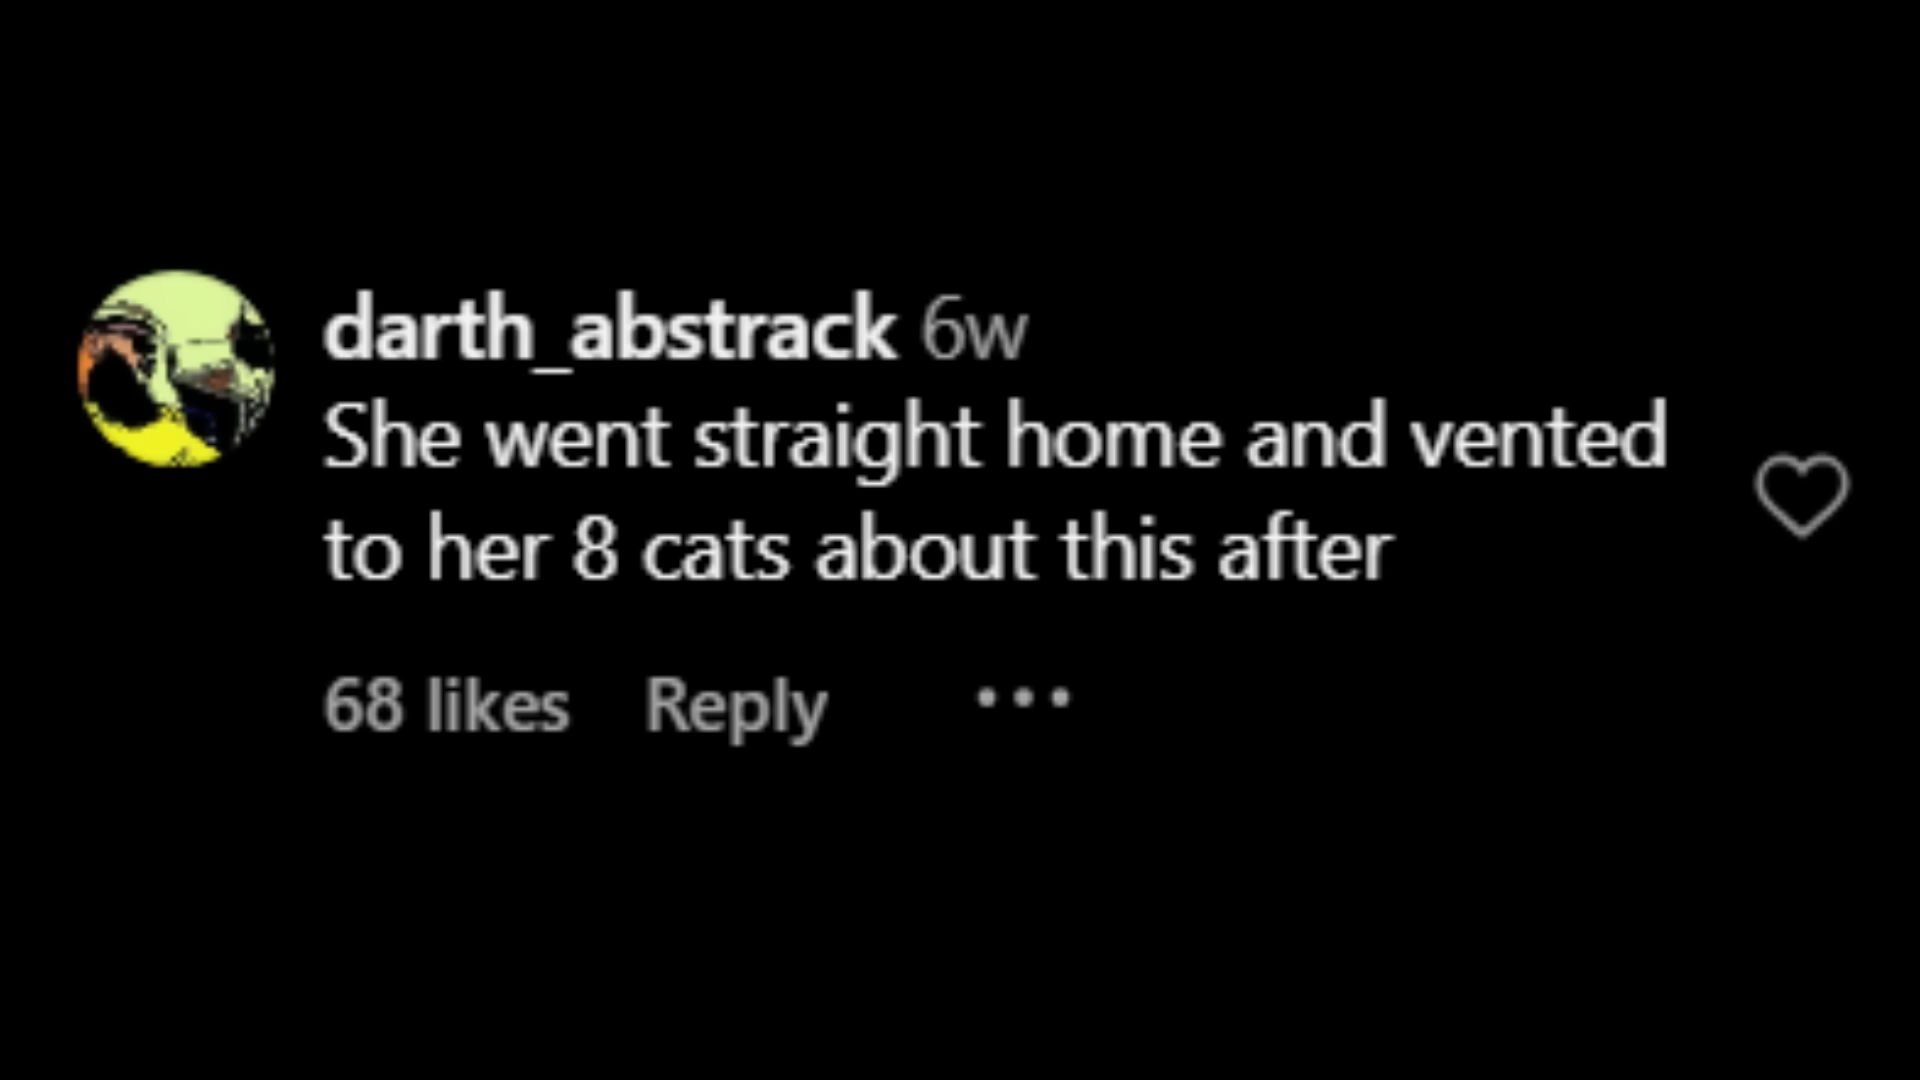 darth_abstrack 6w
She went straight home and vented
to her 8 cats about this after
68 likes Reply